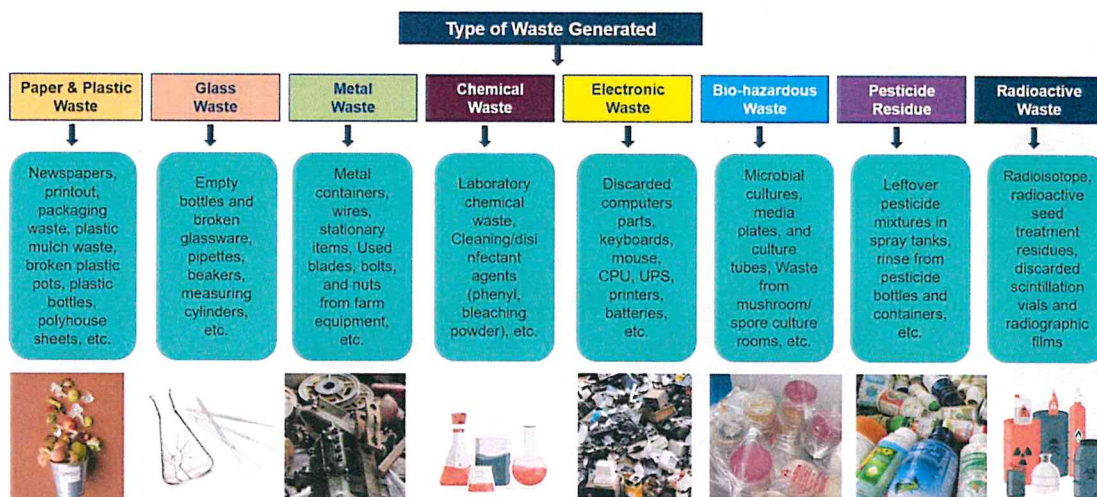 Type of Waste Generated
Paper & Plastic
Waste
Glass
Waste
Metal
Waste
Chemical
Waste
Electronic
Waste
Bio-hazardous
Waste
Pesticide
Residue
Radioactive
Waste
Newspapers,
printout,
packaging
waste, plastic
mulch waste,
broken plastic
pots, plastic
bottles,
polyhouse
sheets, etc.
Empty
bottles and
broken
glassware,
pipettes,
beakers,
measuring
cylinders,
etc.
Metal
containers,
wires,
stationary
items, Used
blades, bolts,
and nuts
from farm
equipment,
etc.
Laboratory
chemical
waste,
Cleaning/disi
nfectant
agents
(phenyl,
bleaching
powder), etc.
Discarded
computers
parts,
keyboards,
mouse,
CPU, UPS,
printers,
batteries,
etc.
Microbial
cultures,
media
plates, and
culture
tubes, Waste
from
mushroom/
spore culture
rooms, etc.
Leftover
pesticide
mixtures in
spray tanks,
rinse from
pesticide
bottles and
containers,
etc.
Radioisotope,
radioactive
seed
treatment
residues,
discarded
scintillation
vials and
radiographic
films